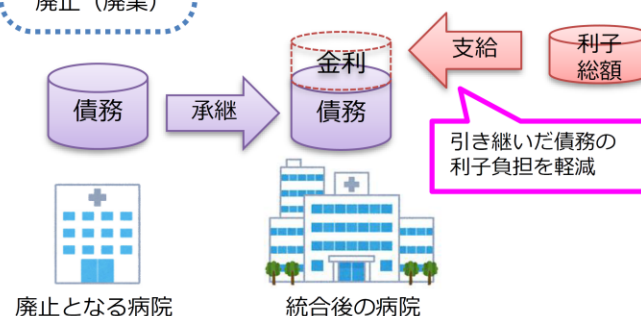 廃止（廃業）
金利
支給
利子
総額
債務
承継
債務
引き継いだ債務の
利子負担を軽減
廃止となる病院
統合後の病院